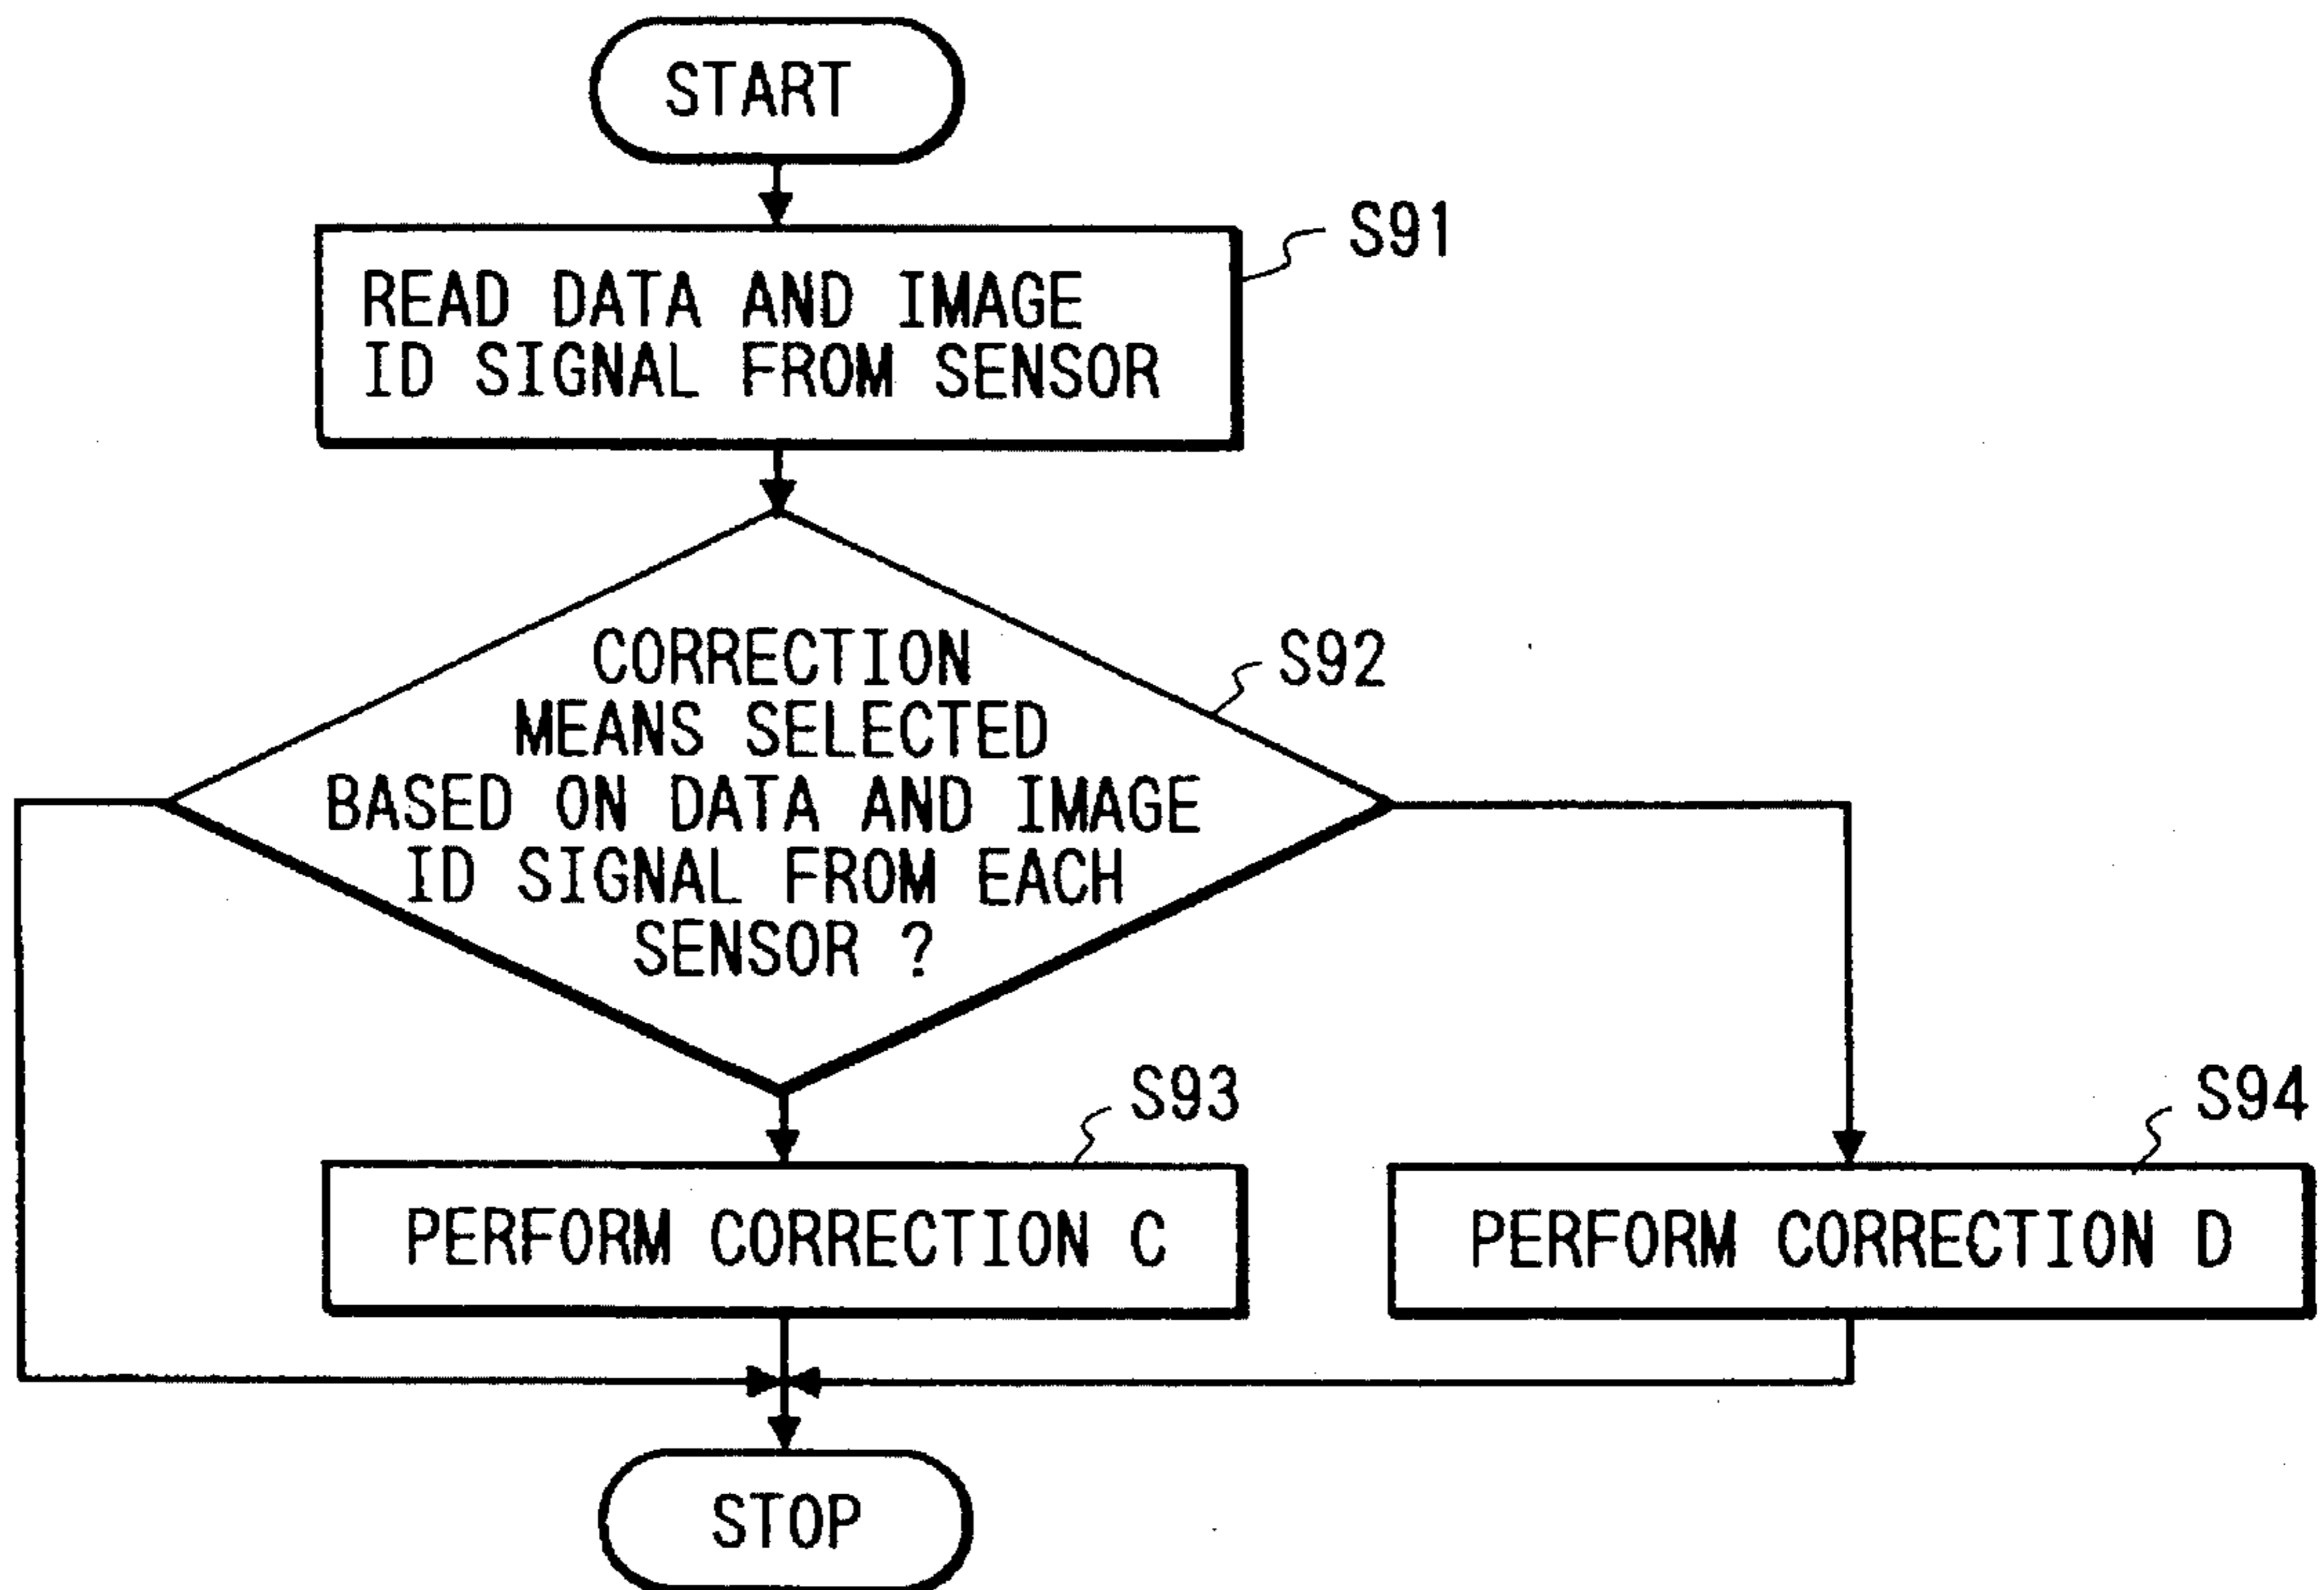 START
S91
READ DATA AND IMAGE
ID SIGNAL FROM SENSOR
S92
CORRECTION
MEANS SELECTED
BASED ON DATA AND IMAGE
ID SIGNAL FROM EACH
SENSOR ?
S93
PERFORM CORRECTION C
S94
PERFORM CORRECTION D
STOP